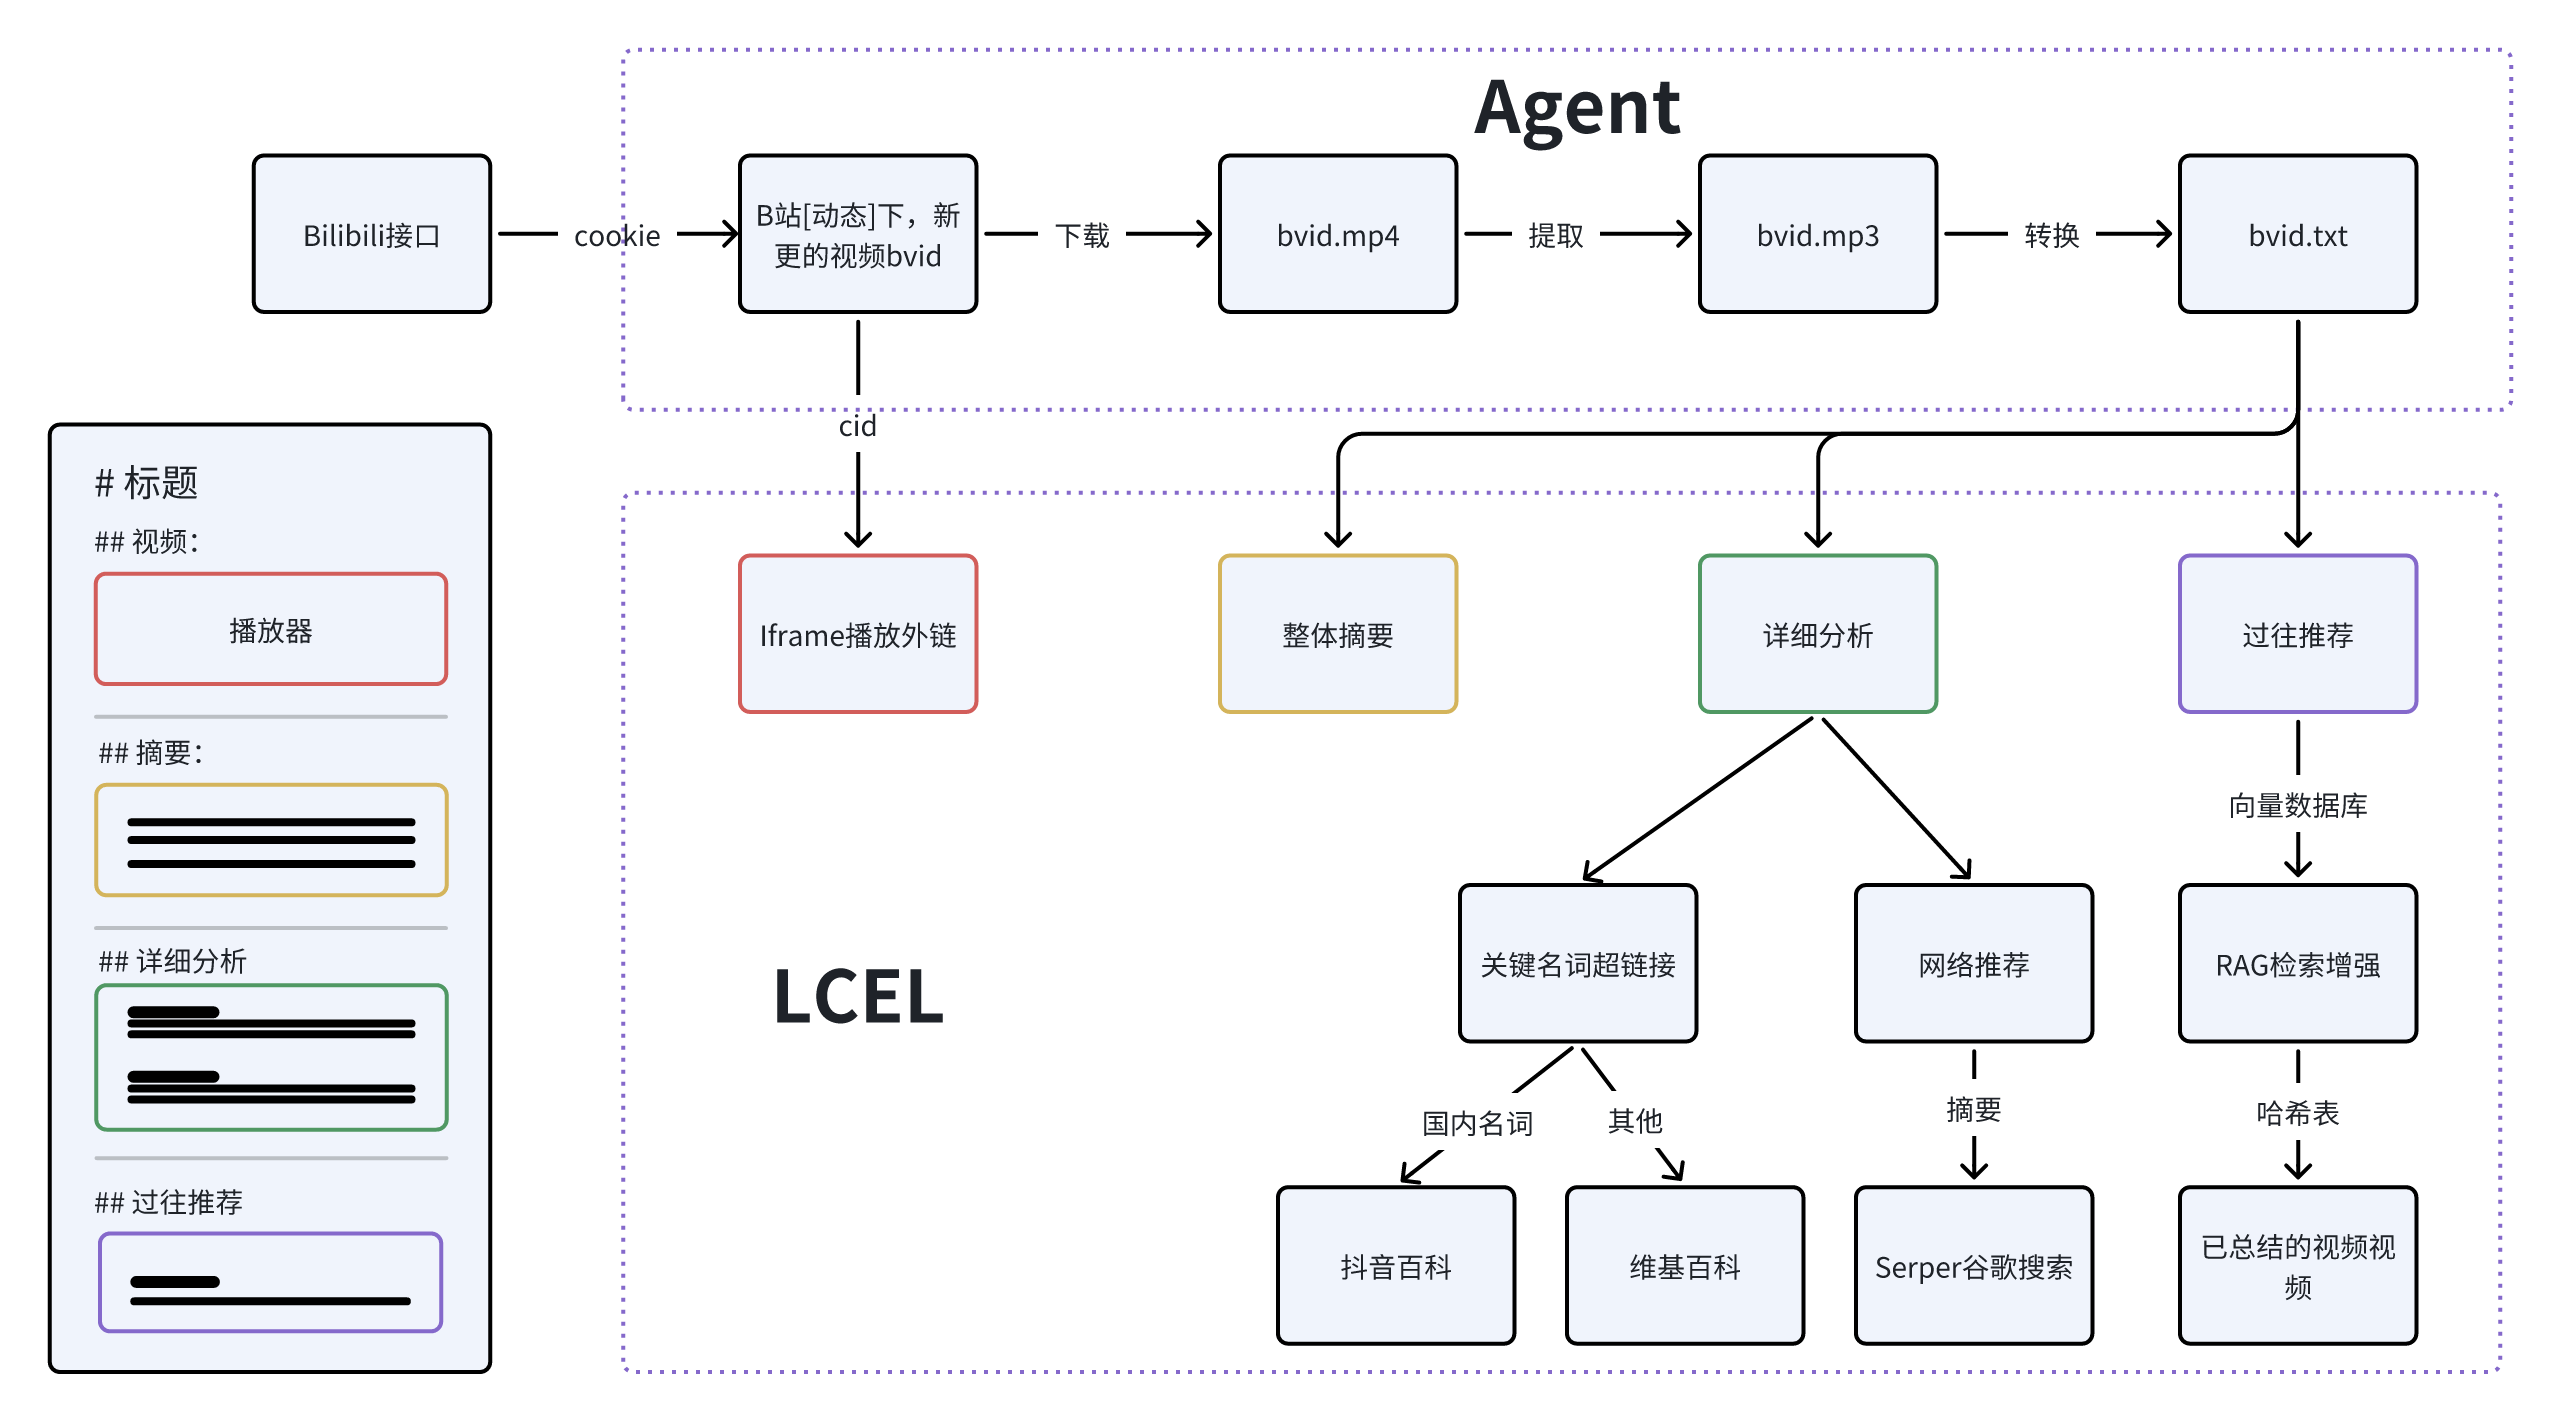 Agent
Bilibili接口
cookie
B站[动态]下，新
更的视频bvid
下载
bvid.mp4
提取
bvid.mp3
转换
bvid.txt
cid
# 标题
## 视频：
播放器
## 摘要：
## 详细分析
## 过往推荐
Iframe播放外链
整体摘要
详细分析
过往推荐
向量数据库
LCEL
关键名词超链接
网络推荐
RAG检索增强
国内名词
其他
摘要
哈希表
抖音百科
维基百科
Serper谷歌搜索
已总结的视频视
频